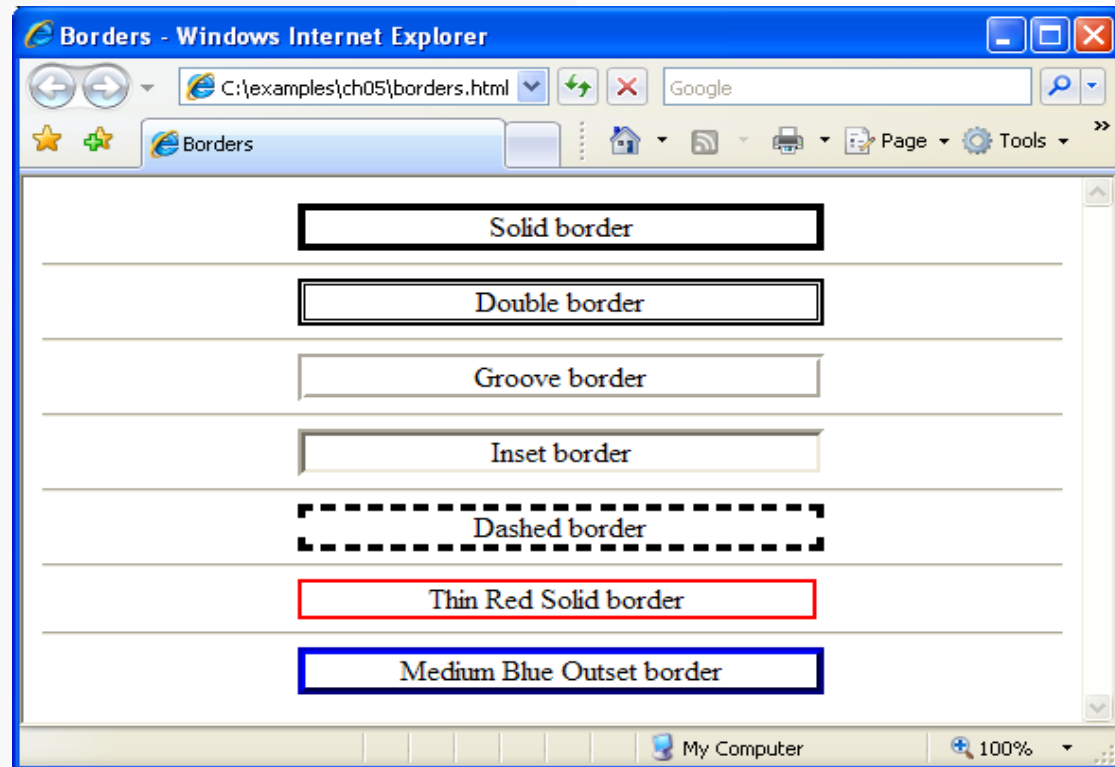 Borders - Windows Internet Explorer
C:\examples\ch05\borders.html Google
Borders Page Tools »
Solid border
Double border
Groove border
Inset border
Dashed border
Thin Red Solid border
Medium Blue Outset border
My Computer 100%